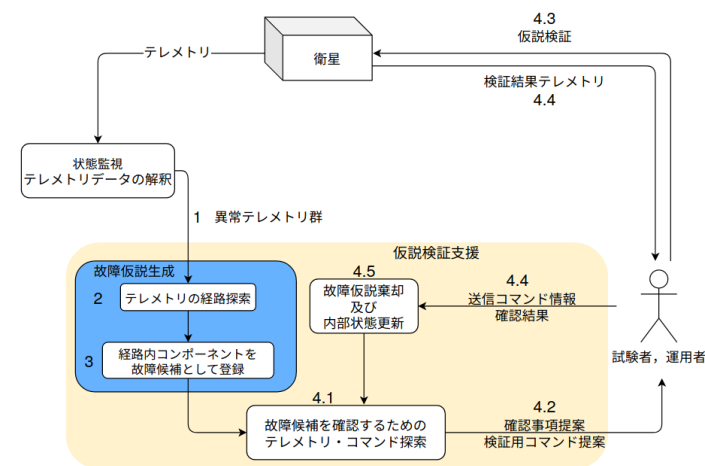 4.3
仮説検証
テレメトリ
衛星
検証結果テレメトリ
4.4
状態監視
テレメトリデータの解釈
1 異常テレメトリ群
仮説検証支援
故障仮説生成
2
テレメトリの経路探索
3
経路内コンポーネントを
故障候補として登録
4.5
故障仮説棄却
及び
内部状態更新
4.4
送信コマンド情報
確認結果
試験者，運用者
4.1
故障候補を確認するための
テレメトリ・コマンド探索
4.2
確認事項提案
検証用コマンド提案